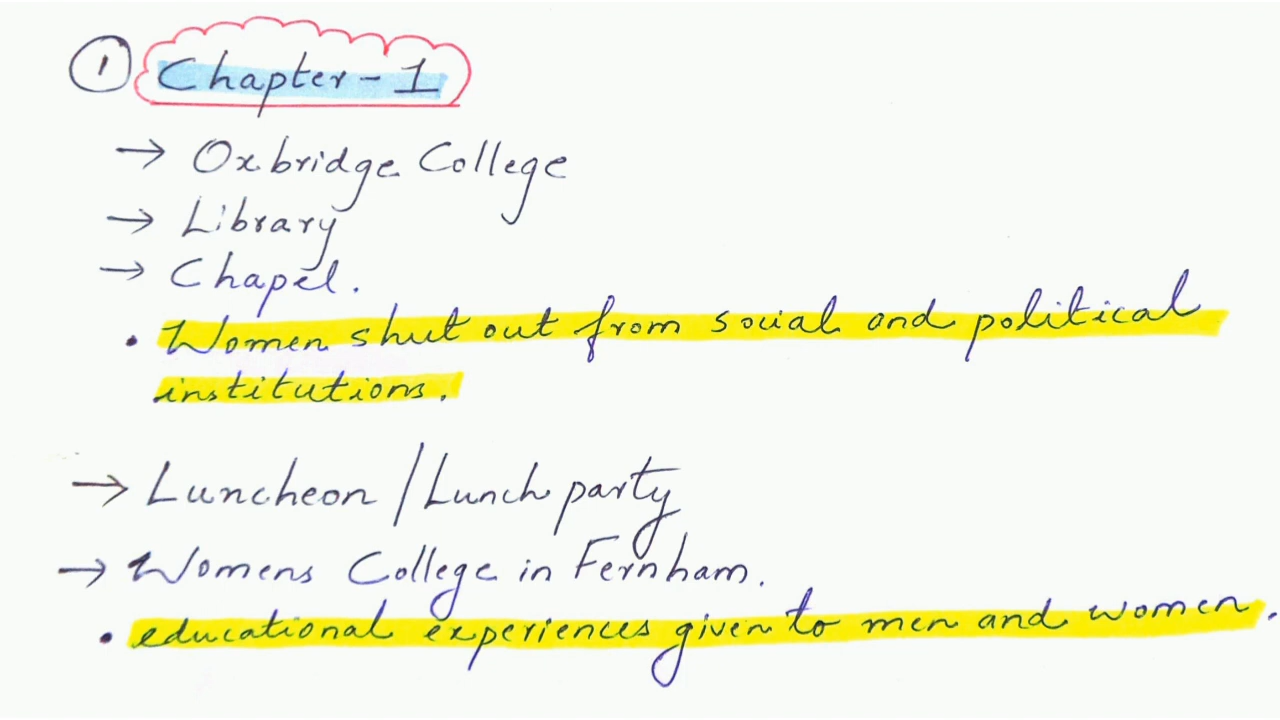 ① Chapter - 1
→ Oxbridge College
→ Library
→ Chapel.
• Women shut out from social and political
institutions.
→ Luncheon / Lunch party
→ Womens College in Fernham.
• educational experiences given to men and women.